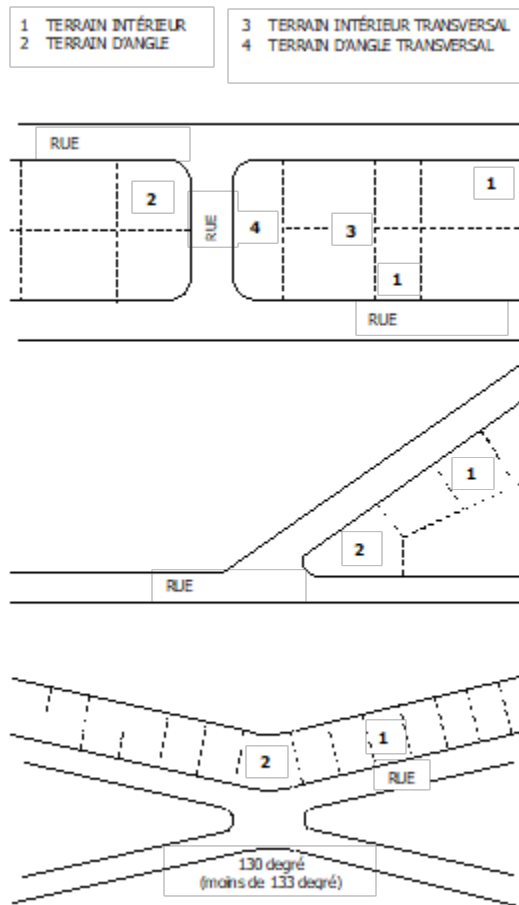 1 TERRAIN INTÉRIEUR
2 TERRAIN D'ANGLE
3 TERRAIN INTÉRIEUR TRANSVERSAL
4 TERRAIN D'ANGLE TRANSVERSAL
RUE
1
2
RUE
4
3
1
RUE
1
2
RUE
1
2
RUE
130 degré
(moins de 133 degré)